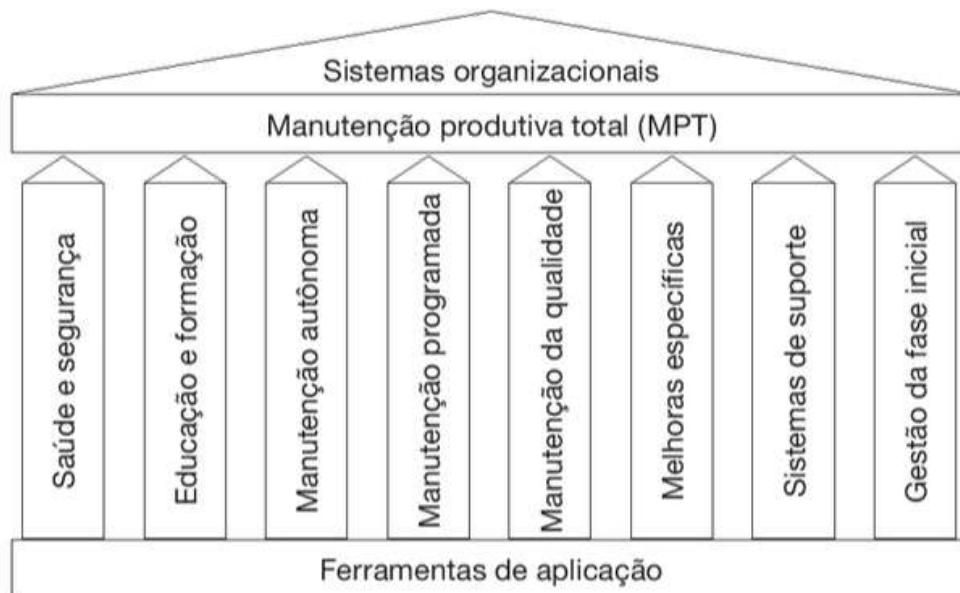 Sistemas organizacionais
Manutenção produtiva total (MPT)
Saúde e segurança
Educação e formação
Manutenção autônoma
Manutenção programada
Manutenção da qualidade
Melhoras específicas
Sistemas de suporte
Gestão da fase inicial
Ferramentas de aplicação